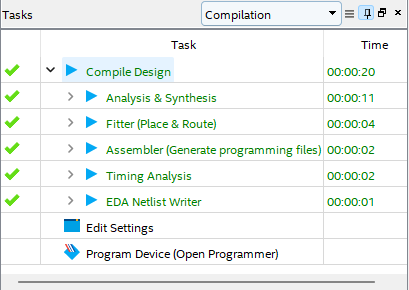 Tasks Compilation
Task Time
Compile Design 00:00:20
Analysis & Synthesis 00:00:11
Fitter (Place & Route) 00:00:04
Assembler (Generate programming files) 00:00:02
Timing Analysis 00:00:02
EDA Netlist Writer 00:00:01
Edit Settings
Program Device (Open Programmer)